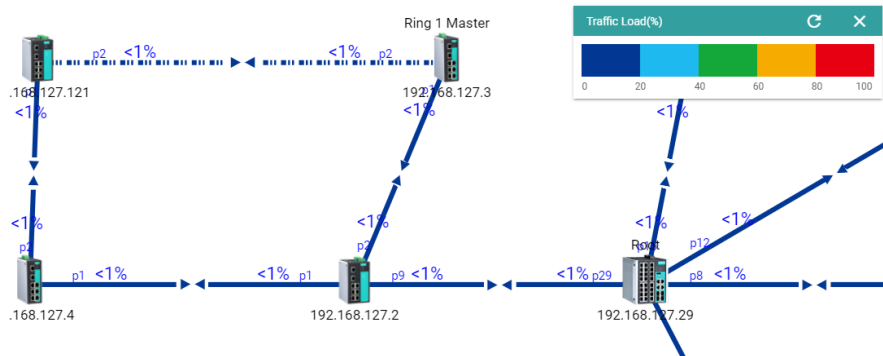 Ring 1 Master
Traffic Load(%)
p2 <1% <1% p2
.168.127.121
192.168.127.3
0 20 40 60 80 100
<1% <1%
<1% <1% <1% <1%
p2 p2 Root p12
p1 <1% <1% p1 p9 <1% <1% p29 p8 <1%
.168.127.4
192.168.127.2
192.168.127.29